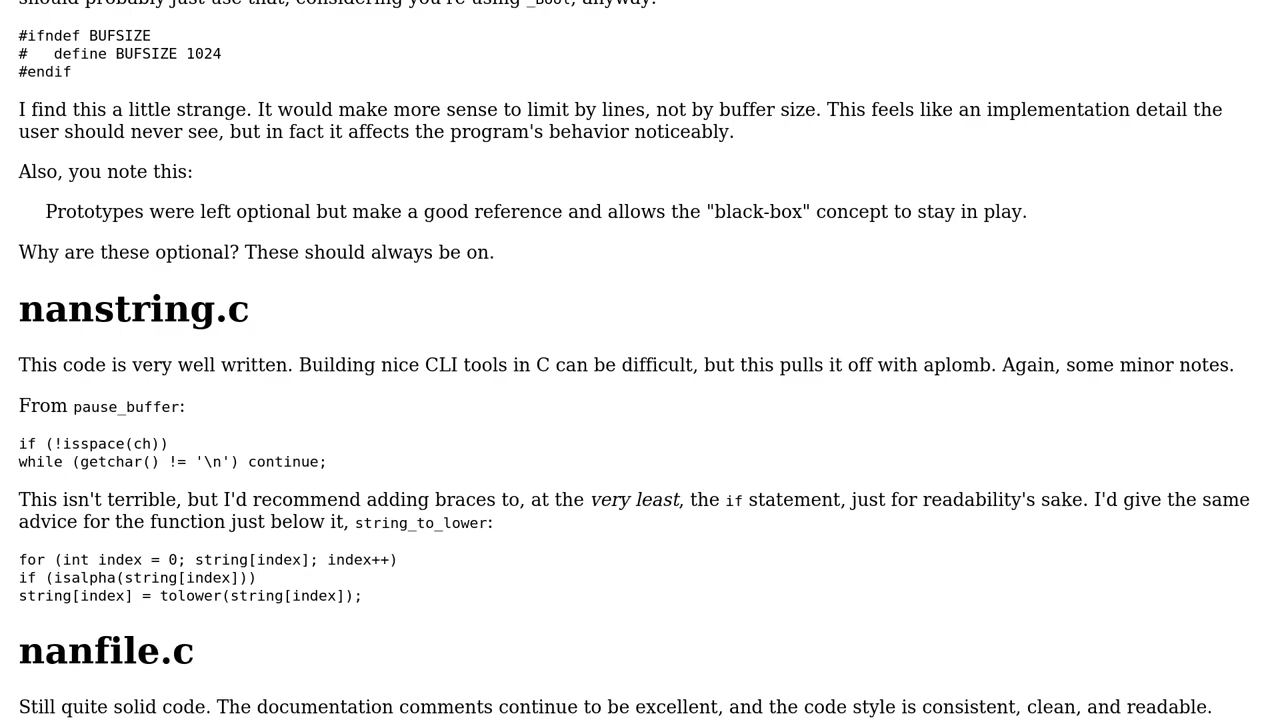 should probably just use that, considering you're using _Bool, anyway.
#ifndef BUFSIZE
#   define BUFSIZE 1024
#endif
I find this a little strange. It would make more sense to limit by lines, not by buffer size. This feels like an implementation detail the
user should never see, but in fact it affects the program's behavior noticeably.
Also, you note this:
Prototypes were left optional but make a good reference and allows the "black-box" concept to stay in play.
Why are these optional? These should always be on.
nanstring.c
This code is very well written. Building nice CLI tools in C can be difficult, but this pulls it off with aplomb. Again, some minor notes.
From pause_buffer:
if (!isspace(ch))
while (getchar() != '\n') continue;
This isn't terrible, but I'd recommend adding braces to, at the very least, the if statement, just for readability's sake. I'd give the same
advice for the function just below it, string_to_lower:
for (int index = 0; string[index]; index++)
if (isalpha(string[index]))
string[index] = tolower(string[index]);
nanfile.c
Still quite solid code. The documentation comments continue to be excellent, and the code style is consistent, clean, and readable.